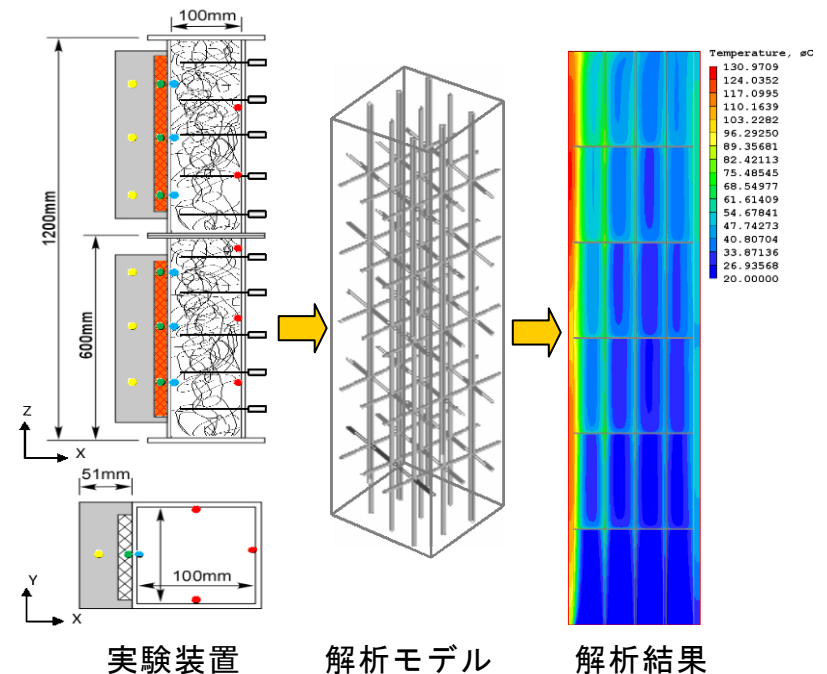 100mm
1200mm
600mm
Z
X
51mm
100mm
Y
X
Temperature, øC
130.9709
124.0352
117.0995
110.1639
103.2282
96.29250
89.35681
82.42113
75.48545
68.54977
61.61409
54.67841
47.74273
40.80704
33.87136
26.93568
20.00000
実験装置
解析モデル
解析結果